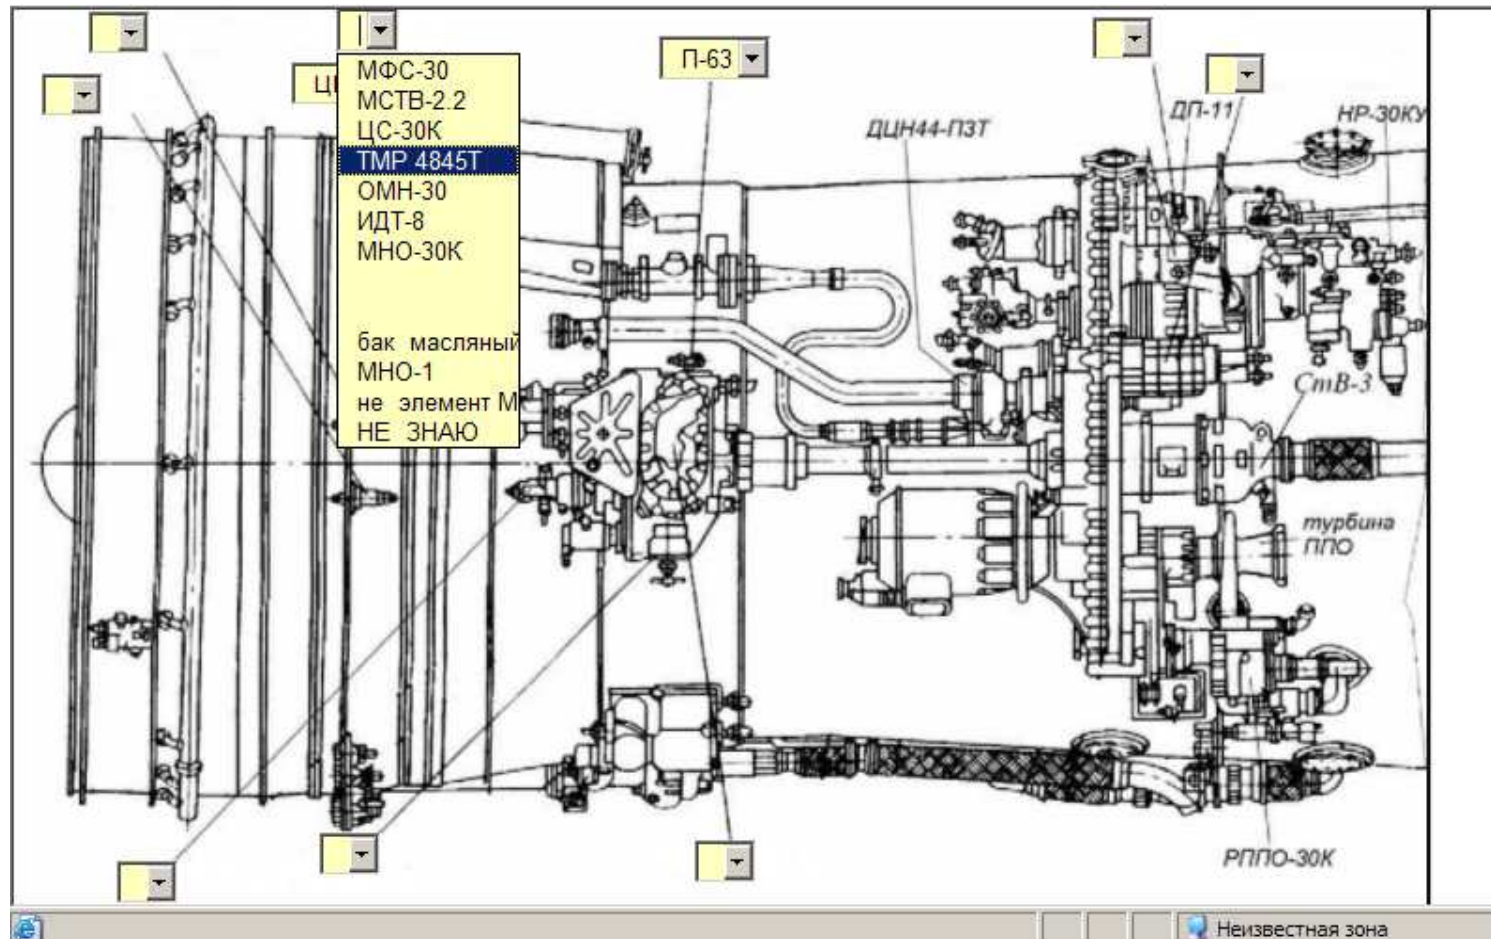 П-63
Ц
МФС-30
МСТВ-2.2
ЦС-30К
ТМР 4845Т
ОМН-30
ИДТ-8
МНО-30К
бак масляный
МНО-1
не элемент М
НЕ ЗНАЮ
ДЦН44-ПЗТ
ДП-11
НР-30КУ
СтВ-3
турбина
ППО
РППО-30К
Неизвестная зона